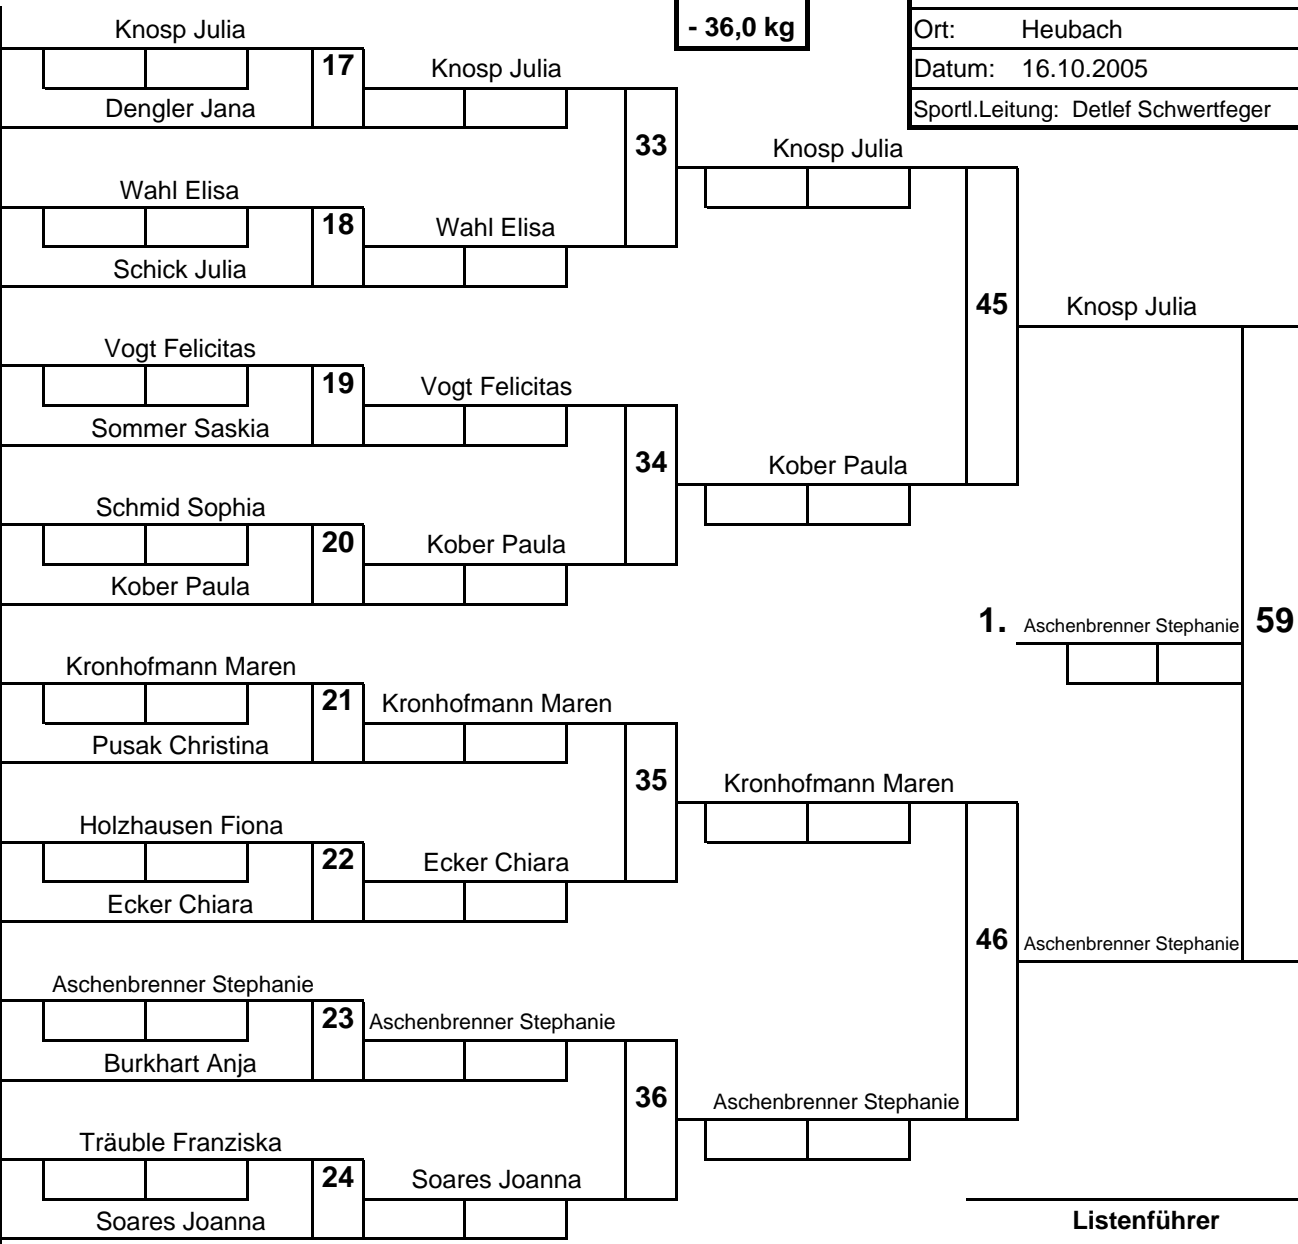 - 36,0 kg
Ort: Heubach
Datum: 16.10.2005
Sportl.Leitung: Detlef Schwertfeger
Knosp Julia
17
Knosp Julia
Dengler Jana
33
Knosp Julia
Wahl Elisa
18
Wahl Elisa
Schick Julia
45
Knosp Julia
Vogt Felicitas
19
Vogt Felicitas
Sommer Saskia
34
Kober Paula
Schmid Sophia
20
Kober Paula
Kober Paula
1. Aschenbrenner Stephanie 59
Kronhofmann Maren
21
Kronhofmann Maren
Pusak Christina
35
Kronhofmann Maren
Holzhausen Fiona
22
Ecker Chiara
Ecker Chiara
46
Aschenbrenner Stephanie
Aschenbrenner Stephanie
23
Aschenbrenner Stephanie
Burkhart Anja
36
Aschenbrenner Stephanie
Träuble Franziska
24
Soares Joanna
Soares Joanna
Listenführer